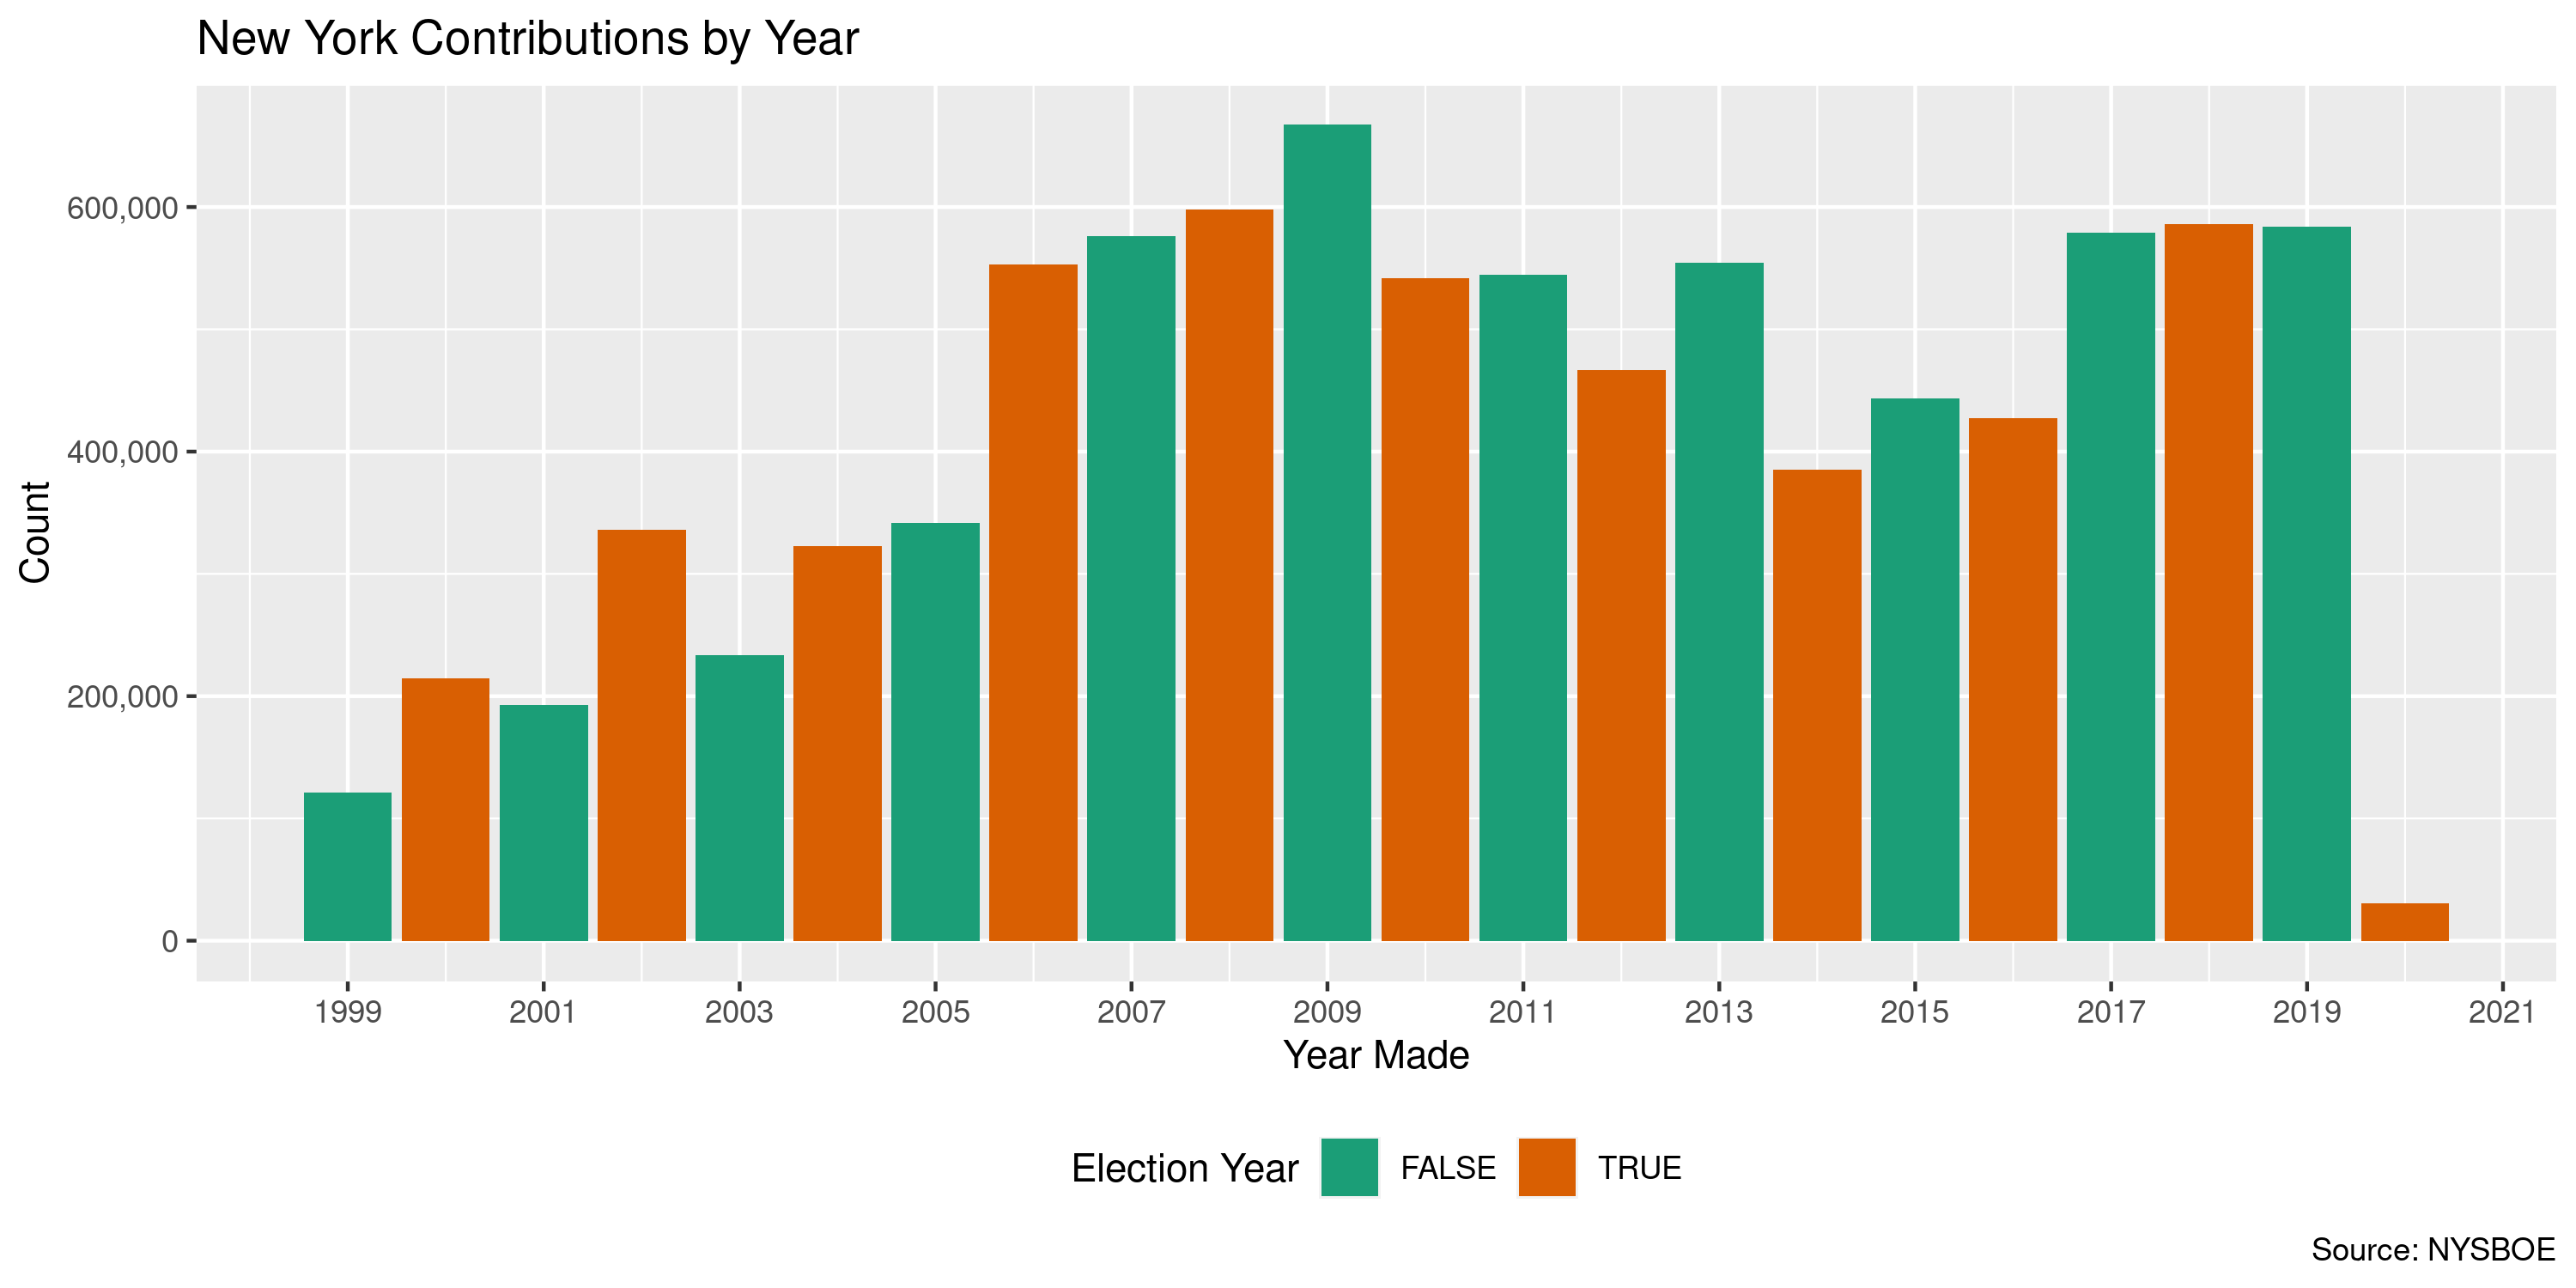 New York Contributions by Year
600,000
400,000
200,000
0
Count
1999 2001 2003 2005 2007 2009 2011 2013 2015 2017 2019 2021
Year Made
Election Year FALSE TRUE
Source: NYSBOE